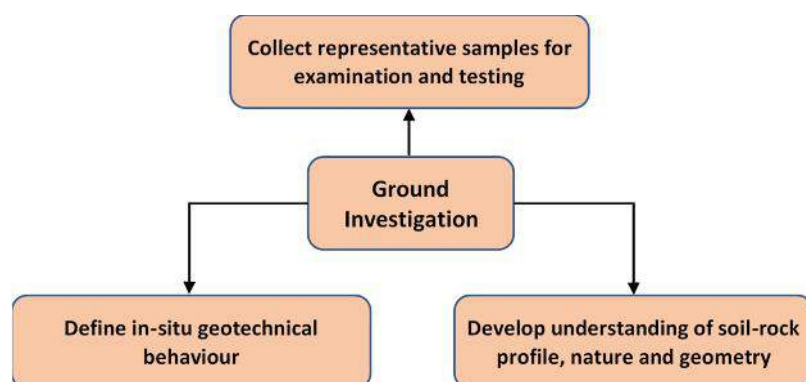 Collect representative samples for
examination and testing
Ground
Investigation
Define in-situ geotechnical
behaviour
Develop understanding of soil-rock
profile, nature and geometry